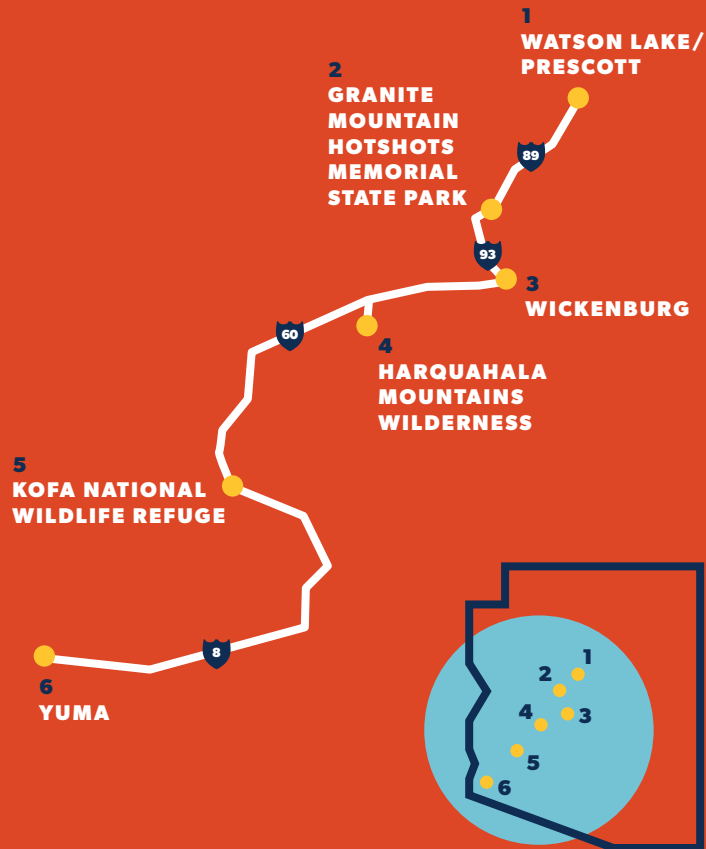 1
WATSON LAKE/
PRESCOTT
2
GRANITE
MOUNTAIN
HOTSHOTS
MEMORIAL
STATE PARK
89
93
3
WICKENBURG
60
4
HARQUAHALA
MOUNTAINS
WILDERNESS
5
KOFA NATIONAL
WILDLIFE REFUGE
8
6
YUMA
1
2
3
4
5
6